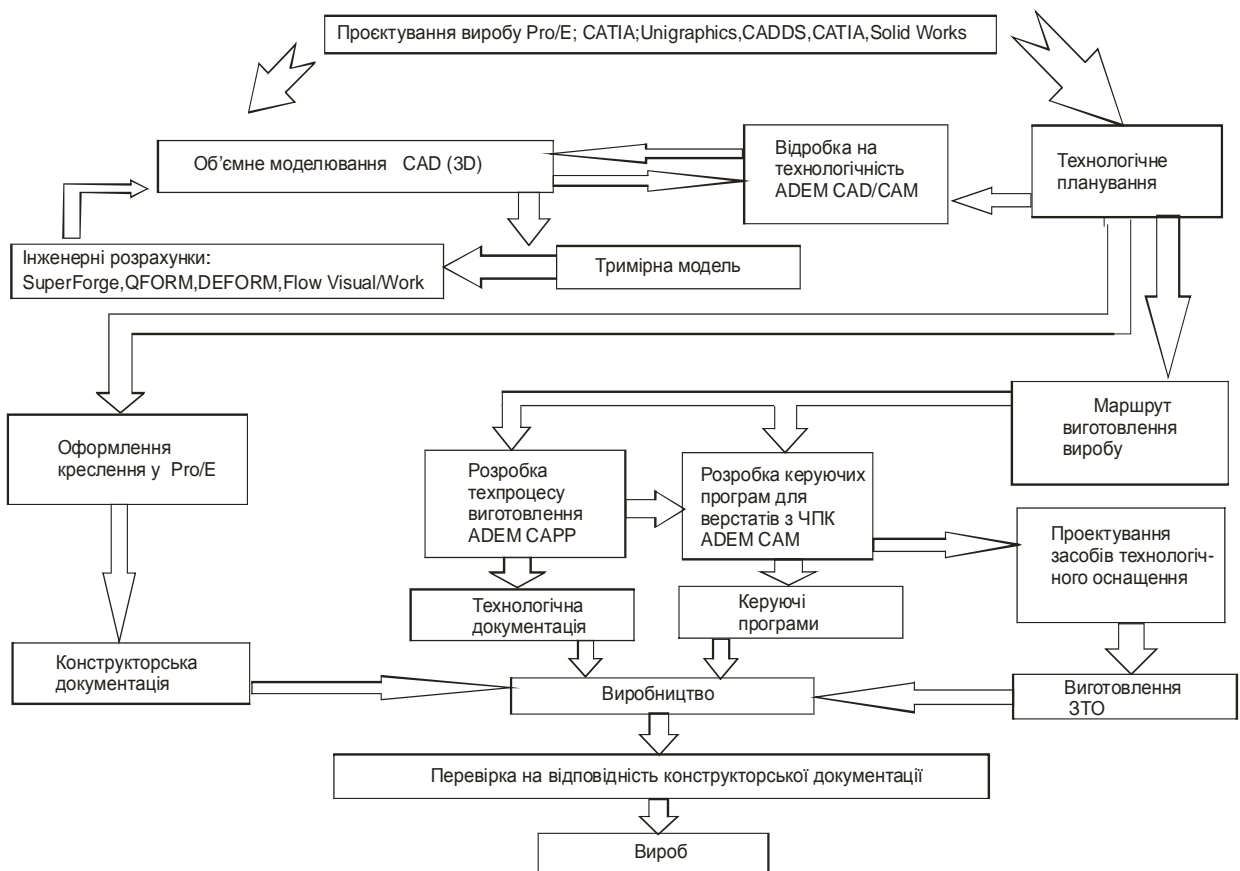 Проєктування виробу Pro/E; CATIA;Unigraphics,CADDS,CATIA,Solid Works
Об’ємне моделювання CAD (3D)
Відробка на
технологічність
ADEM CAD/CAM
Технологічне
планування
Інженерні розрахунки:
SuperForge,QFORM,DEFORM,Flow Visual/Work
Тримірна модель
Маршрут
виготовлення
виробу
Оформлення
креслення у Pro/E
Розробка
техпроцесу
виготовлення
ADEM CAPP
Розробка керуючих
програм для
верстатів з ЧПК
ADEM CAM
Проектування
засобів технологіч-
ного оснащення
Технологічна
документація
Керуючі
програми
Конструкторська
документація
Виробництво
Виготовлення
ЗТО
Перевірка на відповідність конструкторської документації
Вироб